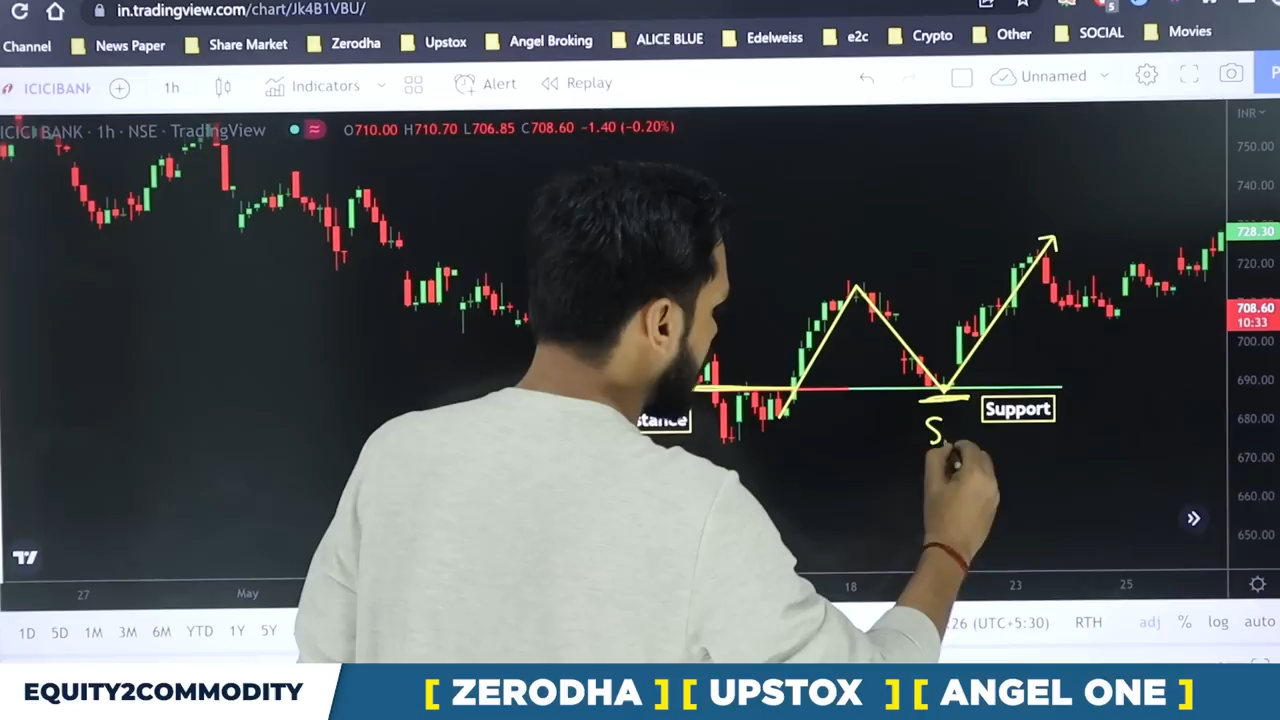 in.tradingview.com/chart/Jk4B1VBU/
5
Channel News Paper Share Market Zerodha Upstox Angel Broking ALICE BLUE Edelweiss e2c Crypto Other SOCIAL Movies
ICICIBANK 1h Indicators Alert Replay Unnamed
ICICI BANK · 1h · NSE · TradingView O710.00 H710.70 L706.85 C708.60 −1.40 (−0.20%) INR
750.00
740.00
728.30
720.00
708.60
10:33
700.00
690.00
680.00
670.00
660.00
650.00
stance
Support
S
27 May 18 23 25
1D 5D 1M 3M 6M YTD 1Y 5Y :26 (UTC+5:30) RTH adj % log auto
EQUITY2COMMODITY [ ZERODHA ] [ UPSTOX ] [ ANGEL ONE ]